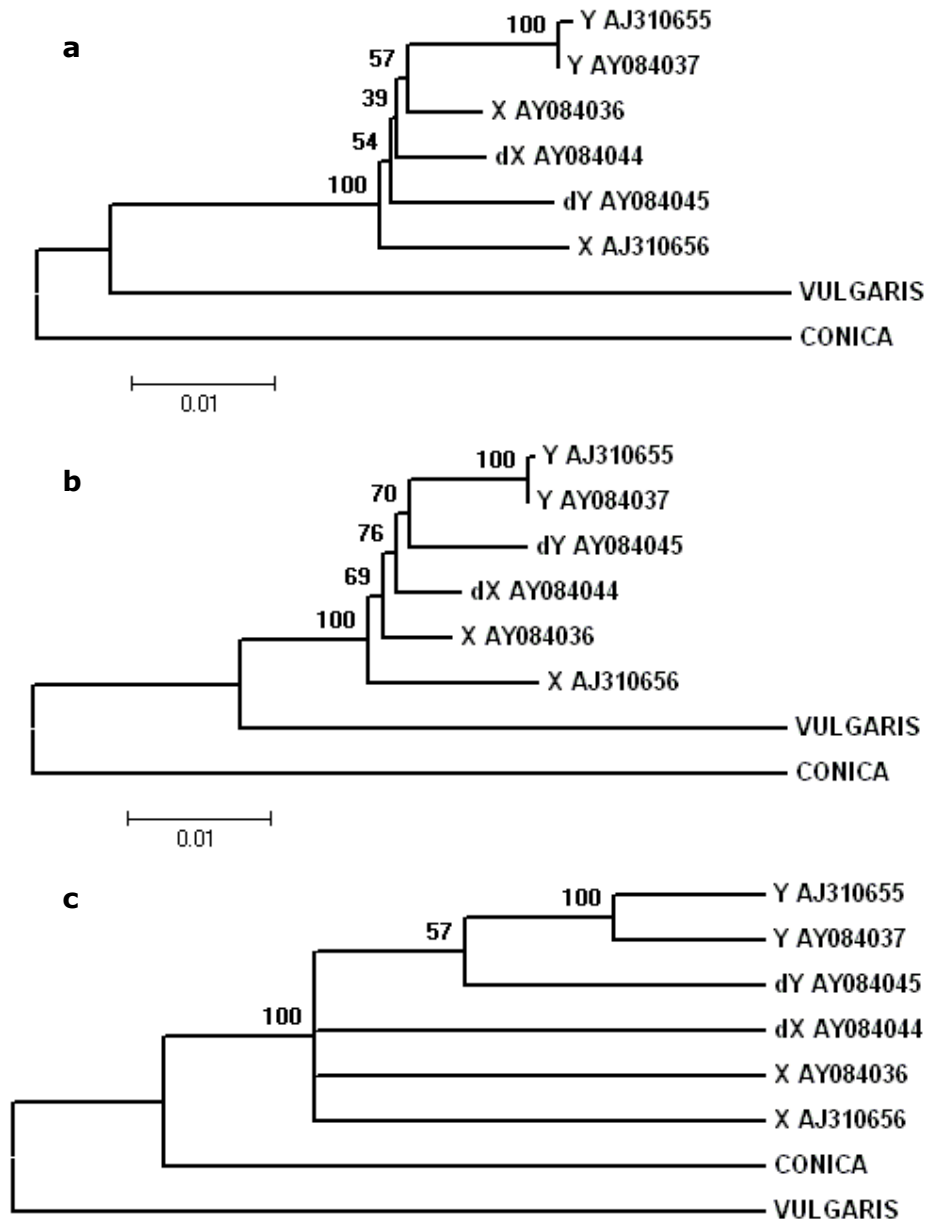 a
100
Y AJ310655
Y AY084037
57
X AY084036
39
dX AY084044
54
dY AY084045
100
X AJ310656
VULGARIS
CONICA
0.01
b
100
Y AJ310655
Y AY084037
70
dY AY084045
76
dX AY084044
69
X AY084036
100
X AJ310656
VULGARIS
CONICA
0.01
c
100
Y AJ310655
Y AY084037
57
dY AY084045
100
dX AY084044
X AY084036
X AJ310656
CONICA
VULGARIS